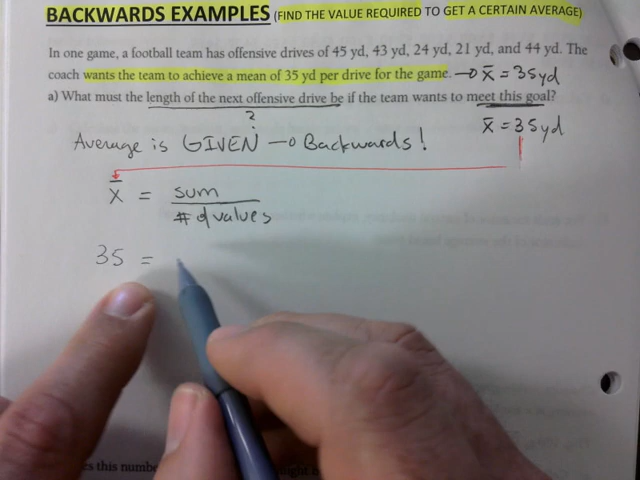 BACKWARDS EXAMPLES (FIND THE VALUE REQUIRED TO GET A CERTAIN AVERAGE)
In one game, a football team has offensive drives of 45 yd, 43 yd, 24 yd, 21 yd, and 44 yd. The
coach wants the team to achieve a mean of 35 yd per drive for the game. → x̄ = 35yd
a) What must the length of the next offensive drive be if the team wants to meet this goal?
?
x̄ = 35yd
Average is GIVEN → Backwards!
x̄ = sum
# of values
35 =
es this numbe